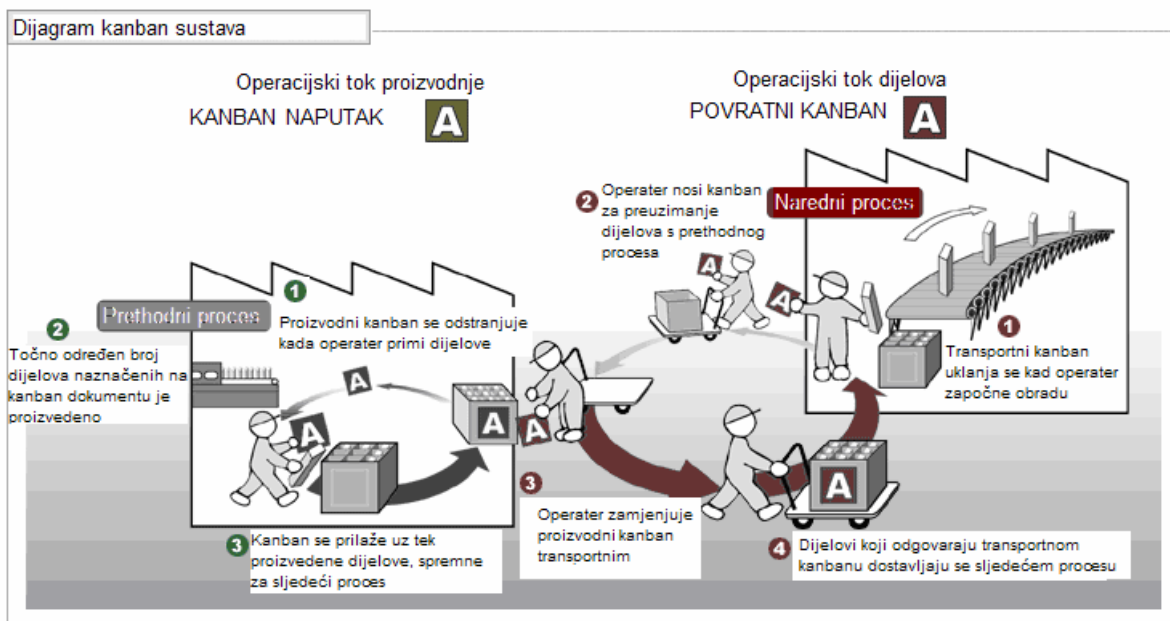 Dijagram kanban sustava
Operacijski tok proizvodnje
KANBAN NAPUTAK A
Operacijski tok dijelova
POVRATNI KANBAN A
2 Operater nosi kanban
za preuzimanje
dijelova s prethodnog
procesa
Naredni proces
A
A
1
Transportni kanban
uklanja se kad operater
započne obradu
1
Prethodni proces
Proizvodni kanban se odstranjuje
kada operater primi dijelove
2
Točno određen broj
dijelova naznačenih na
kanban dokumentu je
proizvedeno
A
A
A
A
3 Kanban se prilaže uz tek
proizvedene dijelove, spremne
za sljedeći proces
3
Operater zamjenjuje
proizvodni kanban
transportnim
A
4 Dijelovi koji odgovaraju transportnom
kanbanu dostavljaju se sljedećem procesu